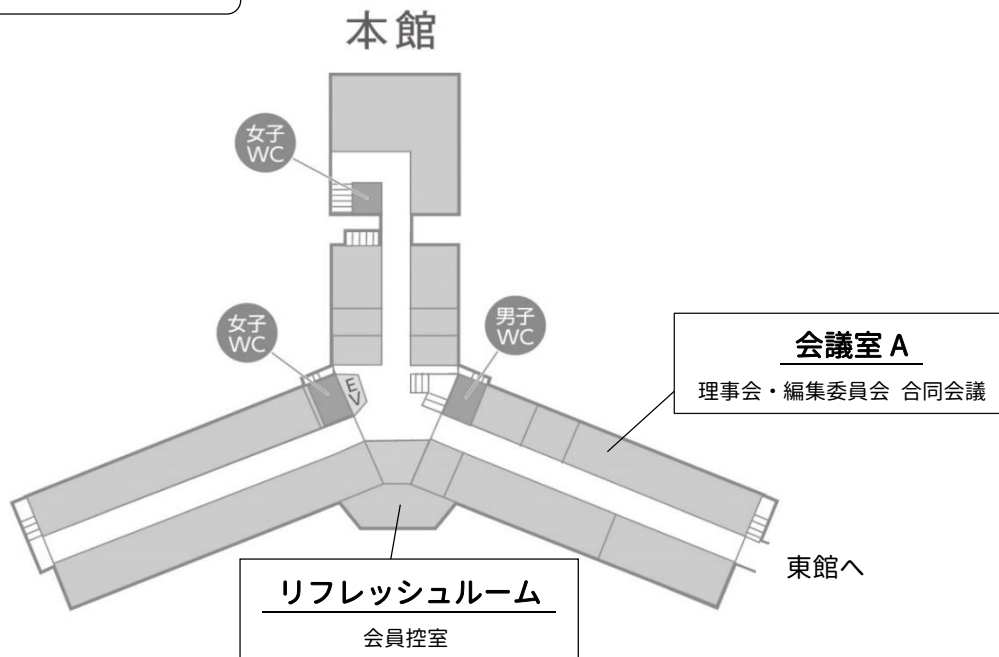 本館
女子
WC
女子
WC
男子
WC
EV
会議室 A
理事会・編集委員会 合同会議
東館へ
リフレッシュルーム
会員控室